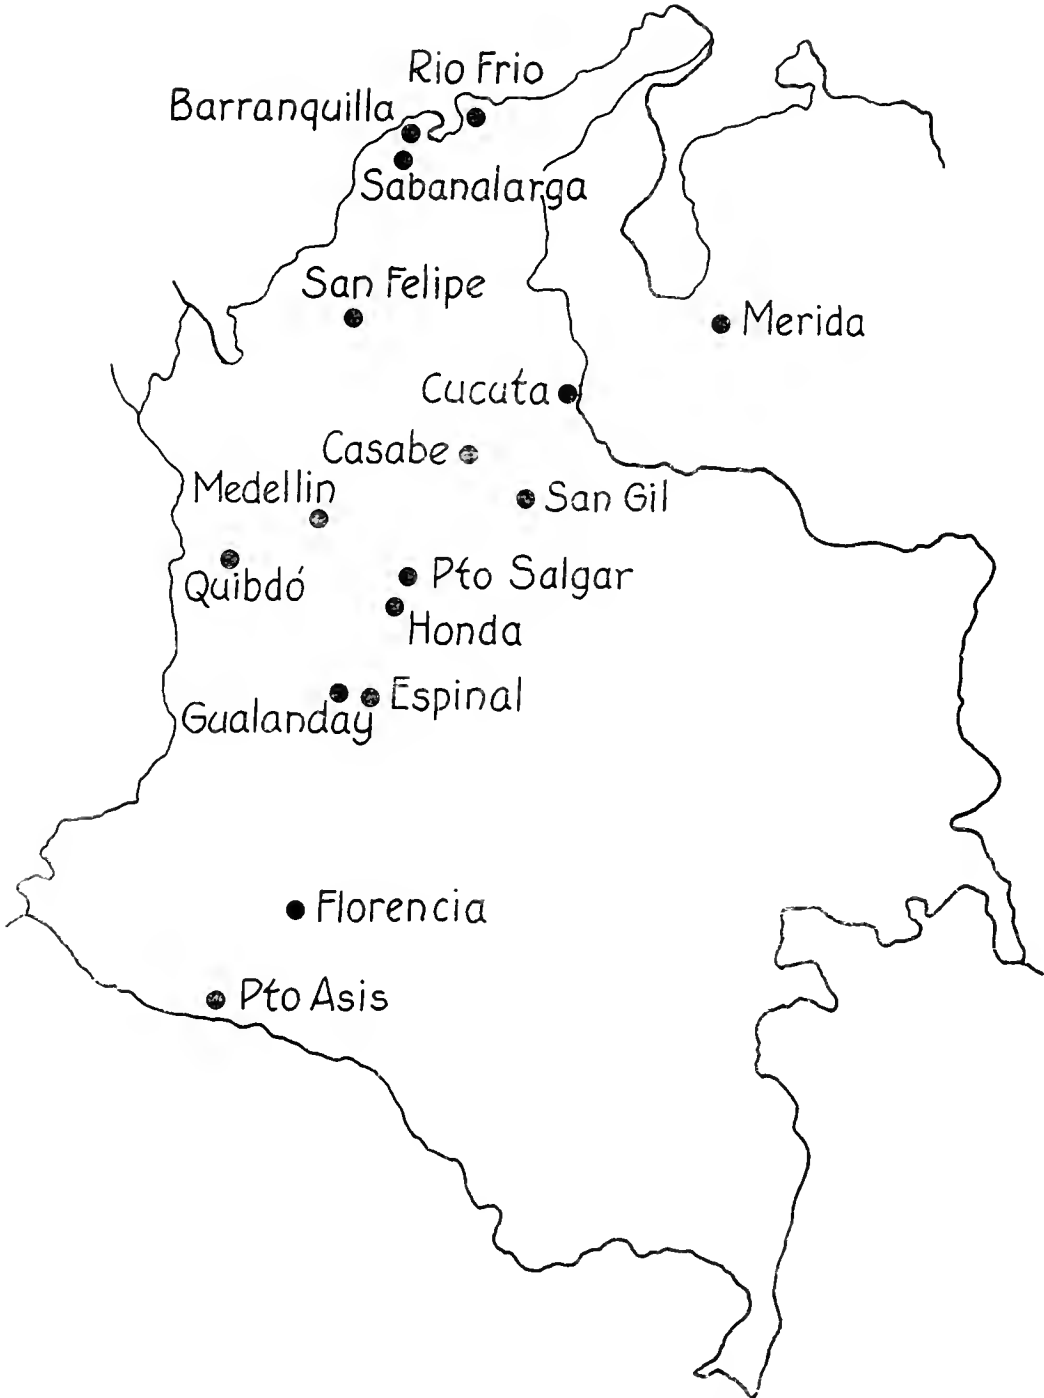 Rio Frio
Barranquilla
Sabanalarga
San Felipe
Merida
Cucuta
Casabe
Medellin
San Gil
Quibdó
Pto Salgar
Honda
Espinal
Gualanday
Florencia
Pto Asis